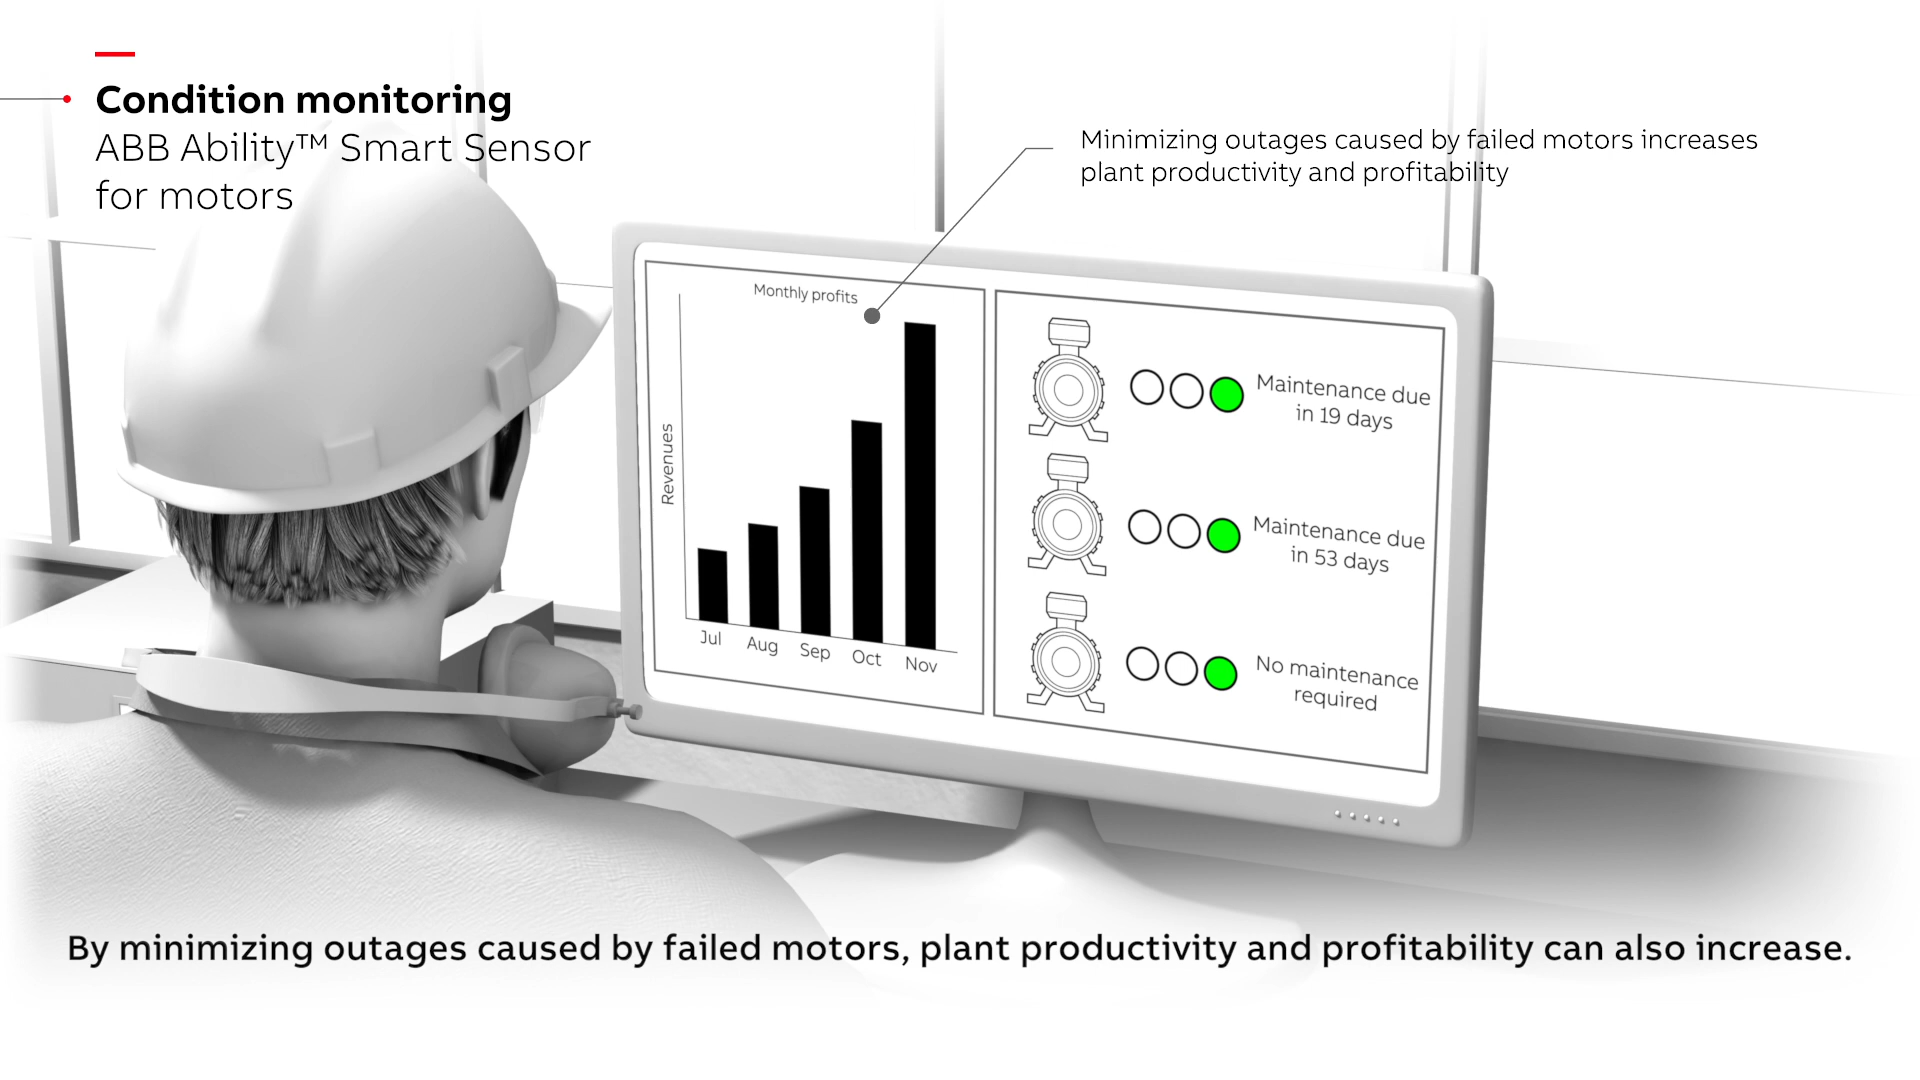 Condition monitoring
ABB Ability™ Smart Sensor
for motors
Minimizing outages caused by failed motors increases
plant productivity and profitability
Monthly profits
Revenues
Jul Aug Sep Oct Nov
Maintenance due
in 19 days
Maintenance due
in 53 days
No maintenance
required
By minimizing outages caused by failed motors, plant productivity and profitability can also increase.